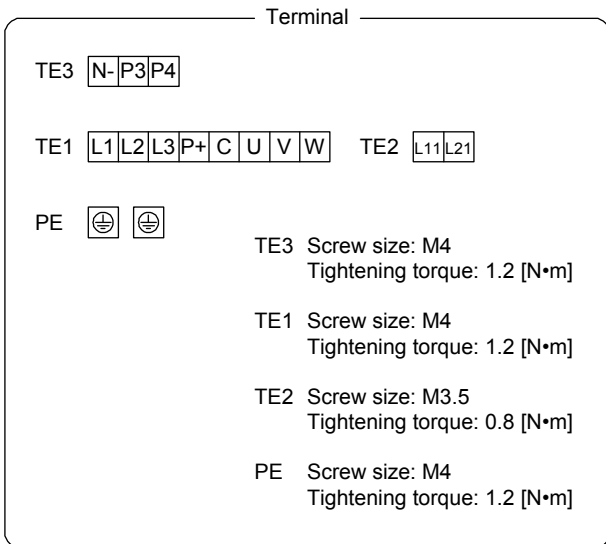 Terminal
TE3 N- P3 P4
TE1 L1 L2 L3 P+ C U V W TE2 L11 L21
PE
TE3 Screw size: M4
Tightening torque: 1.2 [N•m]
TE1 Screw size: M4
Tightening torque: 1.2 [N•m]
TE2 Screw size: M3.5
Tightening torque: 0.8 [N•m]
PE Screw size: M4
Tightening torque: 1.2 [N•m]